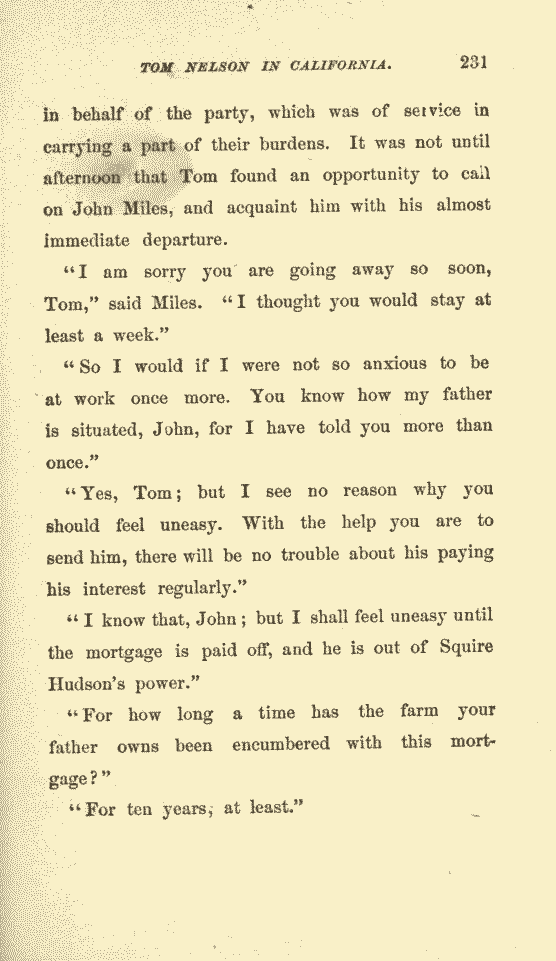 TOM NELSON IN CALIFORNIA. 231
in behalf of the party, which was of service in
carrying a part of their burdens. It was not until
afternoon that Tom found an opportunity to call
on John Miles, and acquaint him with his almost
immediate departure.
“I am sorry you are going away so soon,
Tom,” said Miles. “I thought you would stay at
least a week.”
“So I would if I were not so anxious to be
at work once more. You know how my father
is situated, John, for I have told you more than
once.”
“Yes, Tom; but I see no reason why you
should feel uneasy. With the help you are to
send him, there will be no trouble about his paying
his interest regularly.”
“I know that, John; but I shall feel uneasy until
the mortgage is paid off, and he is out of Squire
Hudson's power.”
“For how long a time has the farm your
father owns been encumbered with this mort-
gage?”
“For ten years, at least.”